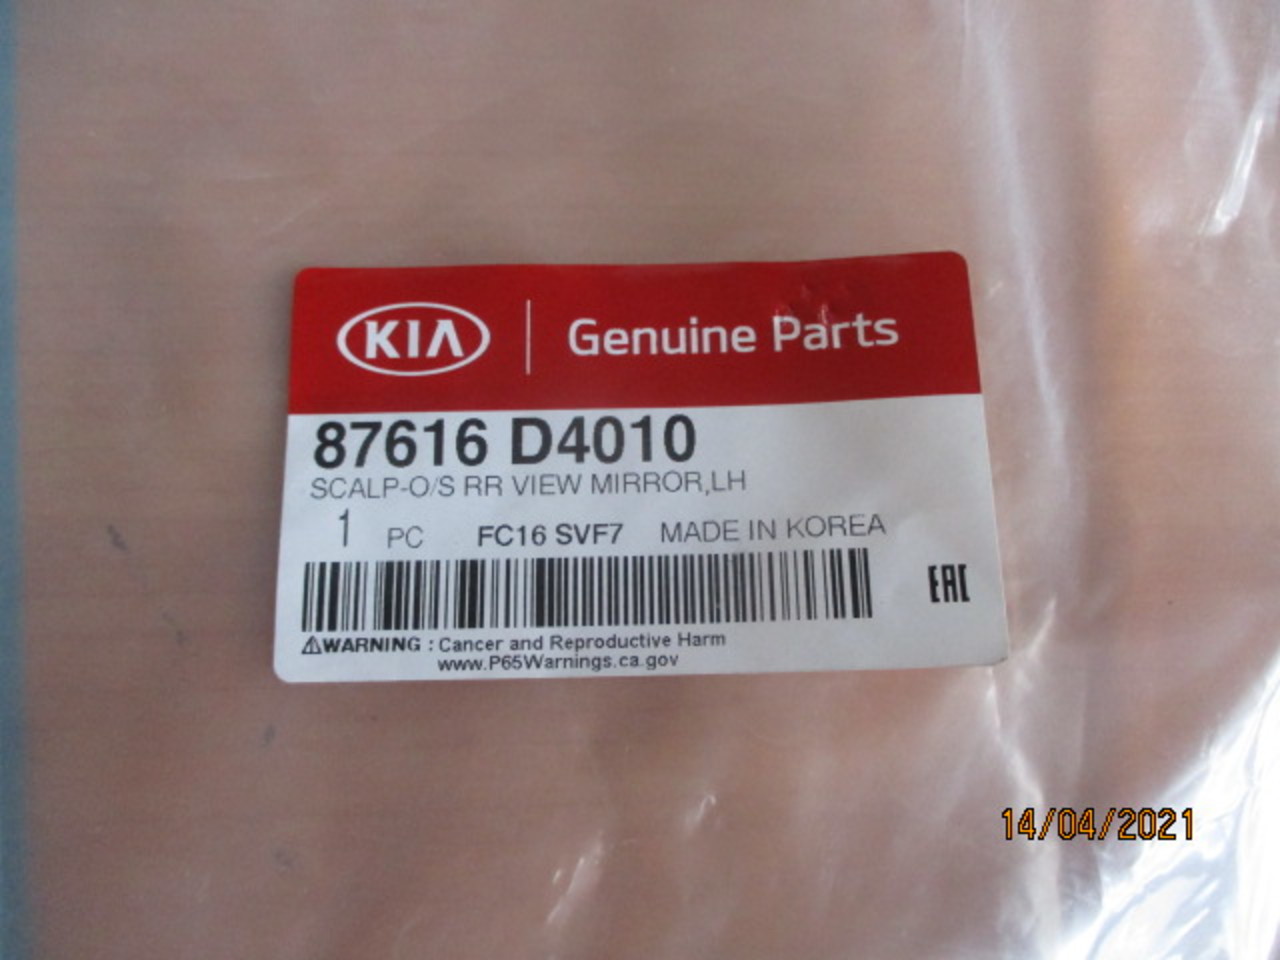 KIA Genuine Parts
87616 D4010
SCALP-O/S RR VIEW MIRROR,LH
1 PC FC16 SVF7 MADE IN KOREA
EAC
WARNING : Cancer and Reproductive Harm
www.P65Warnings.ca.gov
14/04/2021